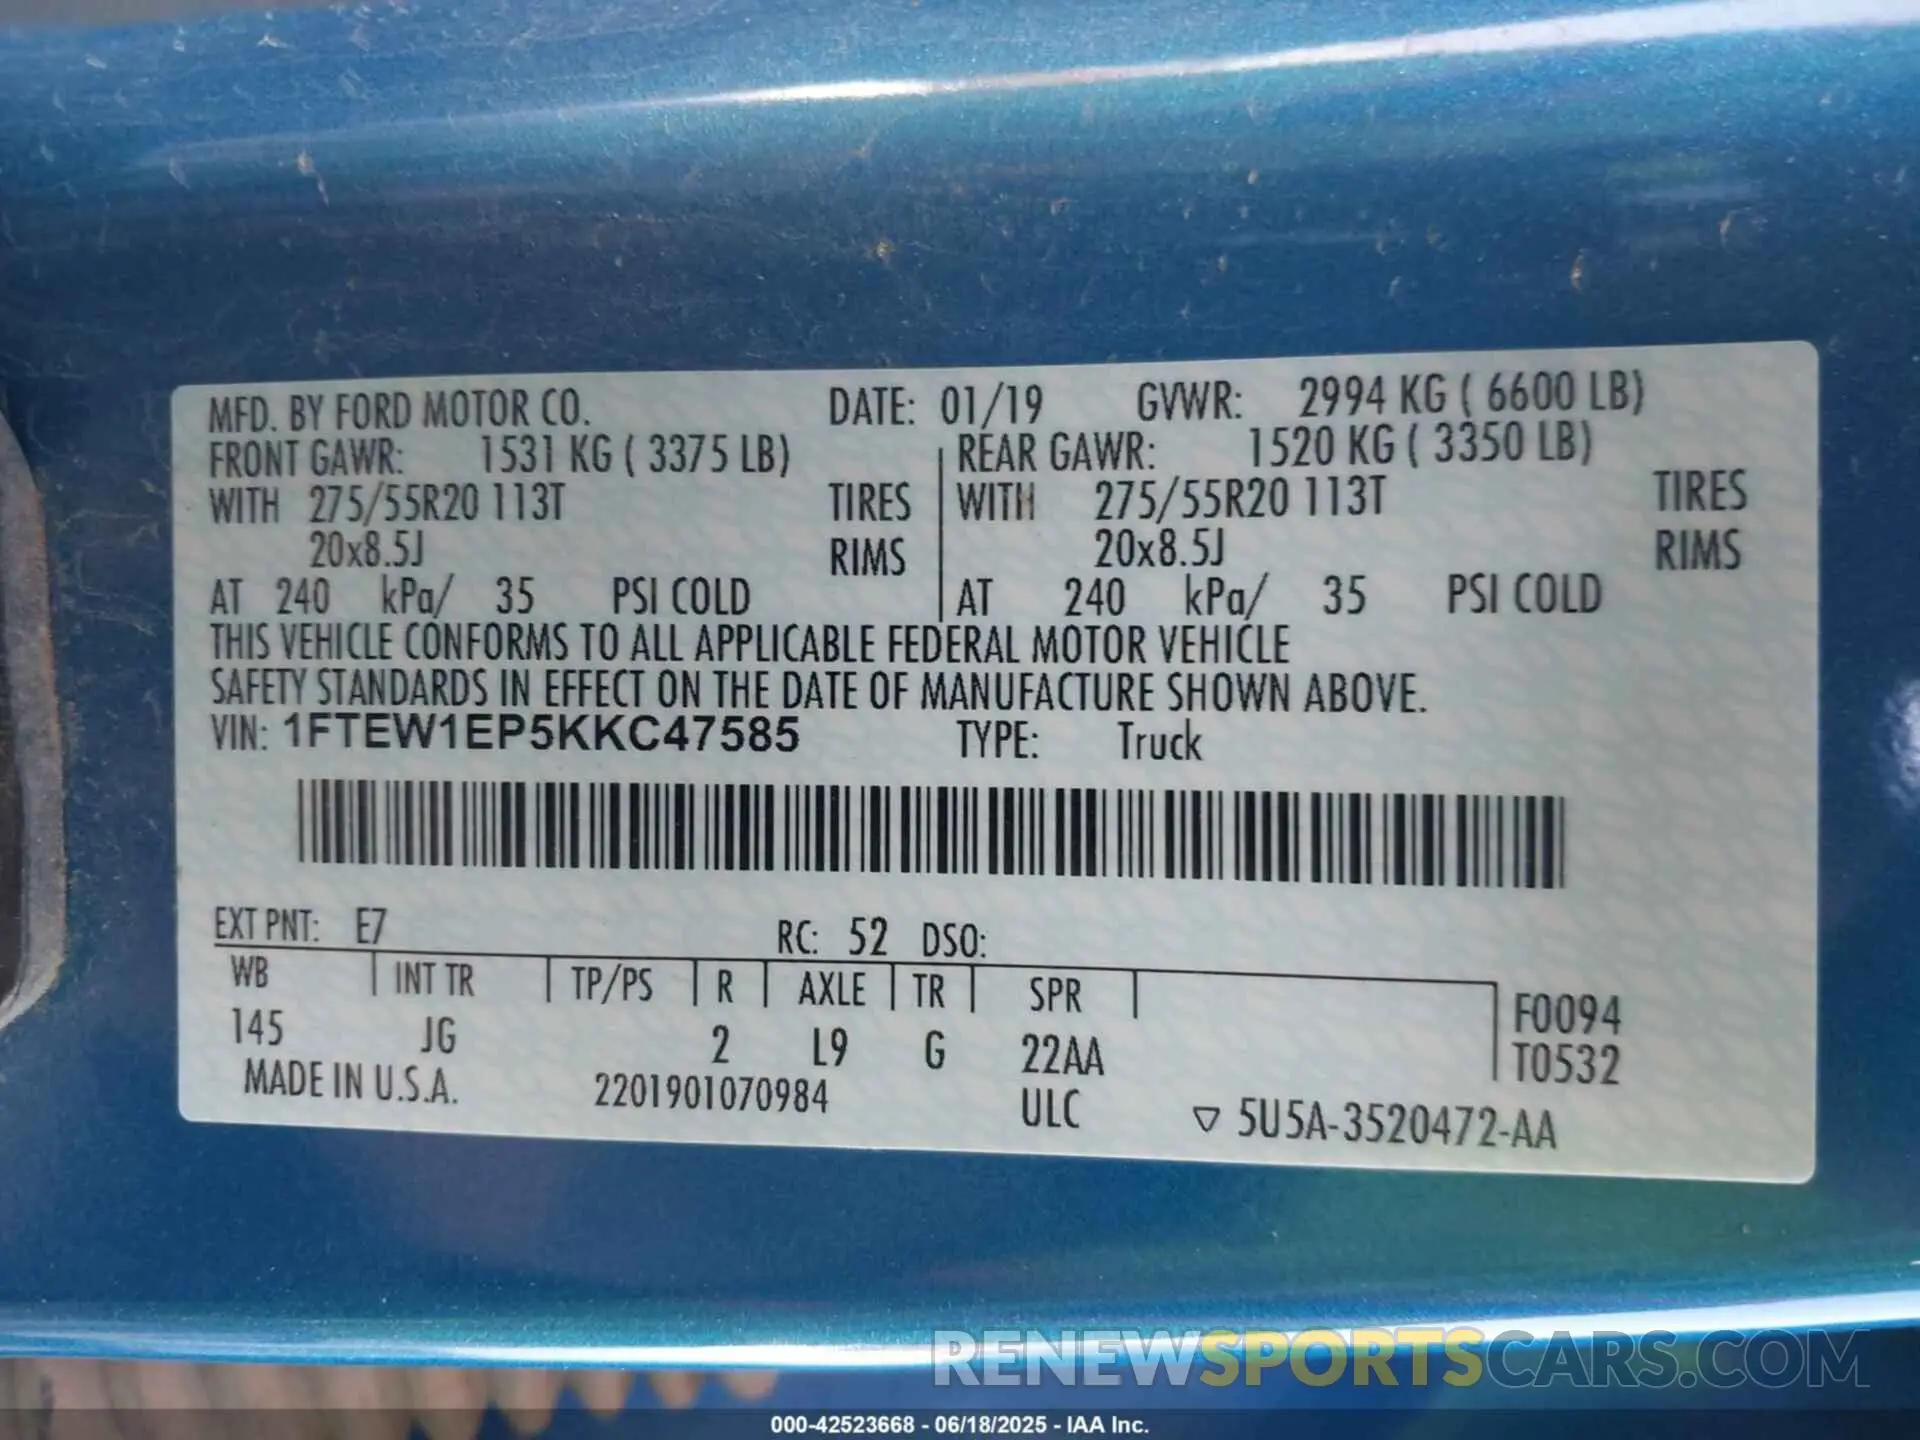 MFD. BY FORD MOTOR CO. DATE: 01/19 GVWR: 2994 KG ( 6600 LB)
FRONT GAWR: 1531 KG ( 3375 LB) REAR GAWR: 1520 KG ( 3350 LB)
WITH 275/55R20 113T TIRES WITH 275/55R20 113T TIRES
20x8.5J RIMS 20x8.5J RIMS
AT 240 kPa/ 35 PSI COLD AT 240 kPa/ 35 PSI COLD
THIS VEHICLE CONFORMS TO ALL APPLICABLE FEDERAL MOTOR VEHICLE
SAFETY STANDARDS IN EFFECT ON THE DATE OF MANUFACTURE SHOWN ABOVE.
VIN: 1FTEW1EP5KKC47585 TYPE: Truck
EXT PNT: E7 RC: 52 DSO:
WB INT TR TP/PS R AXLE TR SPR F0094
145 JG 2 L9 G 22AA T0532
MADE IN U.S.A. 2201901070984 ULC ▽ 5U5A-3520472-AA
RENEWSPORTSCARS.COM
000-42523668 - 06/18/2025 - IAA Inc.